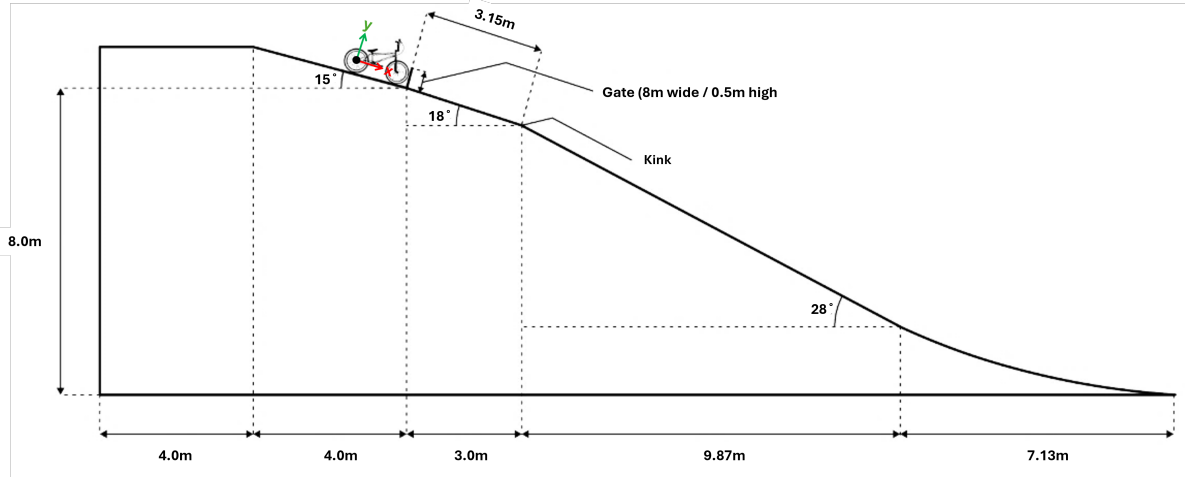 3.15m
y
x
15°
Gate (8m wide / 0.5m high
18°
Kink
8.0m
28°
4.0m
4.0m
3.0m
9.87m
7.13m